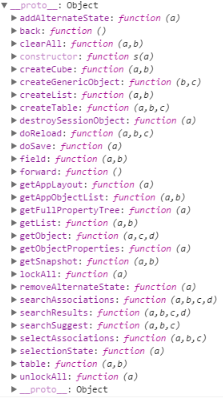 __proto__: Object
addAlternateState: function (a)
back: function ()
clearAll: function (a,b)
constructor: function s(a)
createCube: function (a,b)
createGenericObject: function (b,c)
createList: function (a,b)
createTable: function (a,b,c)
destroySessionObject: function (a)
doReload: function (a,b,c)
doSave: function (a)
field: function (a,b)
forward: function ()
getAppLayout: function (a)
getAppObjectList: function (a,b)
getFullPropertyTree: function (a)
getList: function (a,b)
getObject: function (a,c,d)
getObjectProperties: function (a)
getSnapshot: function (a,b)
lockAll: function (a)
removeAlternateState: function (a)
searchAssociations: function (a,b,c,d)
searchResults: function (a,b,c,d)
searchSuggest: function (a,b,c)
selectAssociations: function (a,b,c)
selectionState: function (a)
table: function (a,b)
unlockAll: function (a)
__proto__: Object